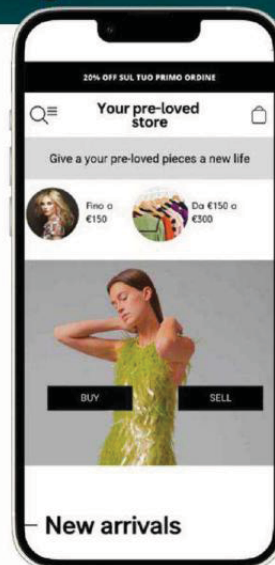 20% OFF SUL TUO PRIMO ORDINE
Your pre-loved
store
Give a your pre-loved pieces a new life
Fino a
€150
Da €150 a
€300
BUY
SELL
New arrivals